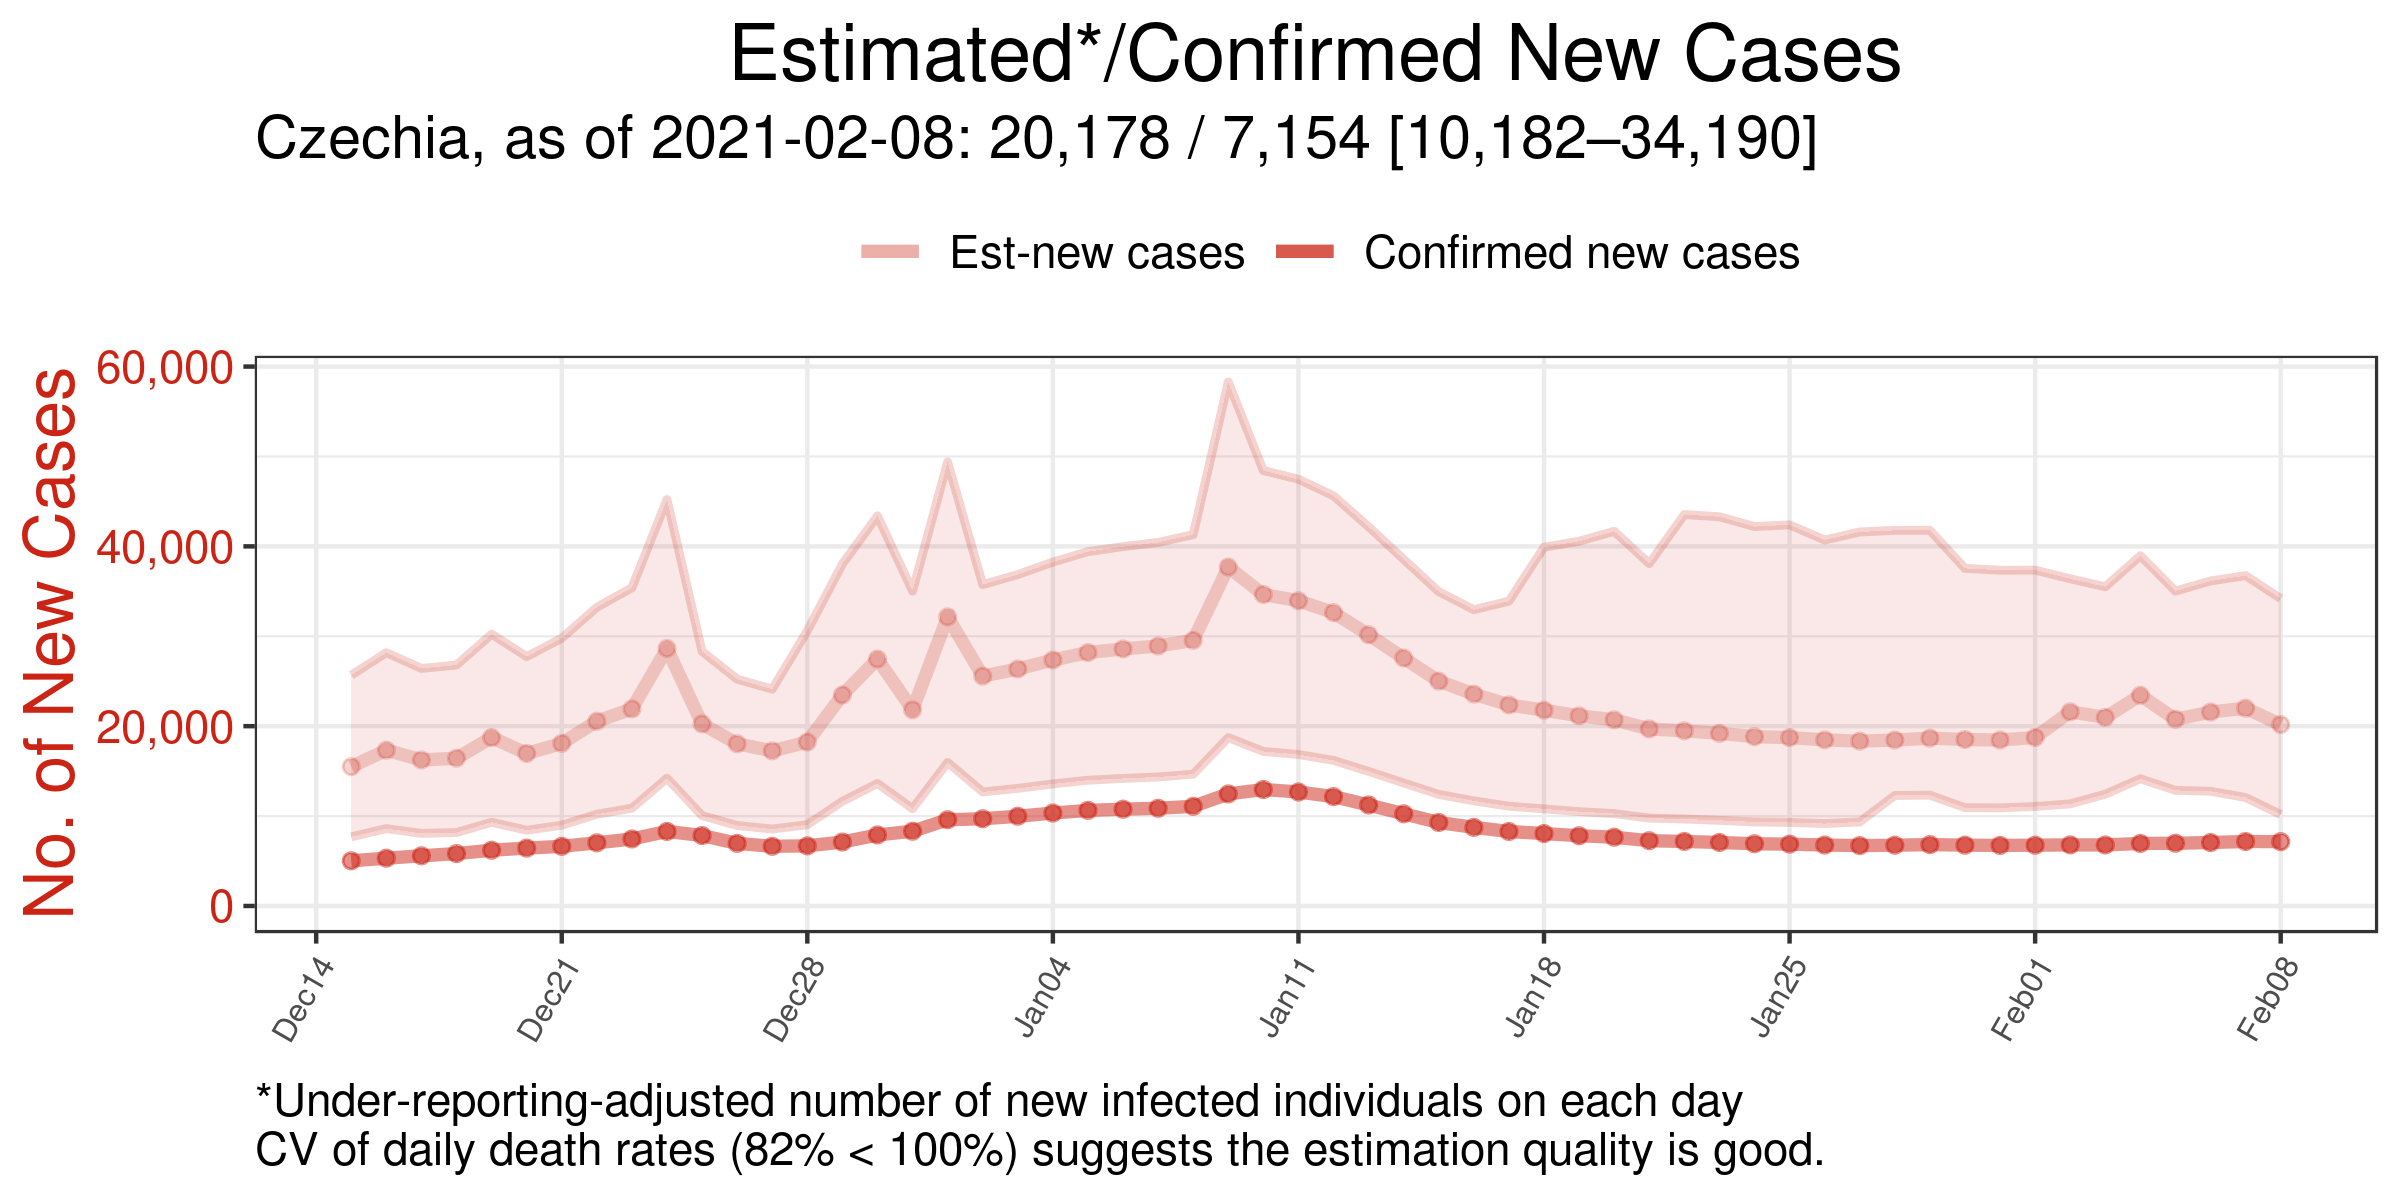 Estimated*/Confirmed New Cases
Czechia, as of 2021-02-08: 20,178 / 7,154 [10,182–34,190]
Est-new cases
Confirmed new cases
No. of New Cases
60,000
40,000
20,000
0
Dec14
Dec21
Dec28
Jan04
Jan11
Jan18
Jan25
Feb01
Feb08
*Under-reporting-adjusted number of new infected individuals on each day
CV of daily death rates (82% < 100%) suggests the estimation quality is good.